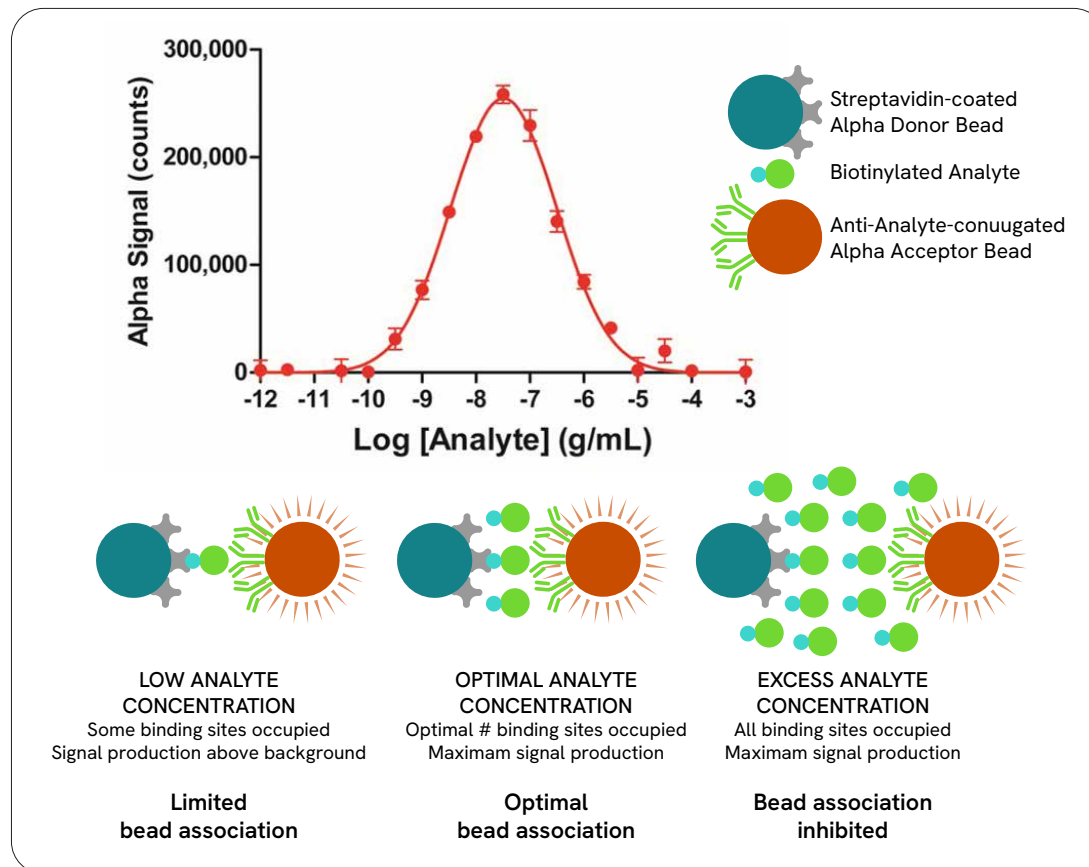 300,000
200,000
100,000
0
Alpha Signal (counts)
-12 -11 -10 -9 -8 -7 -6 -5 -4 -3
Log [Analyte] (g/mL)
Streptavidin-coated
Alpha Donor Bead
Biotinylated Analyte
Anti-Analyte-conuugated
Alpha Acceptor Bead
LOW ANALYTE
CONCENTRATION
Some binding sites occupied
Signal production above background
Limited
bead association
OPTIMAL ANALYTE
CONCENTRATION
Optimal # binding sites occupied
Maximam signal production
Optimal
bead association
EXCESS ANALYTE
CONCENTRATION
All binding sites occupied
Maximam signal production
Bead association
inhibited